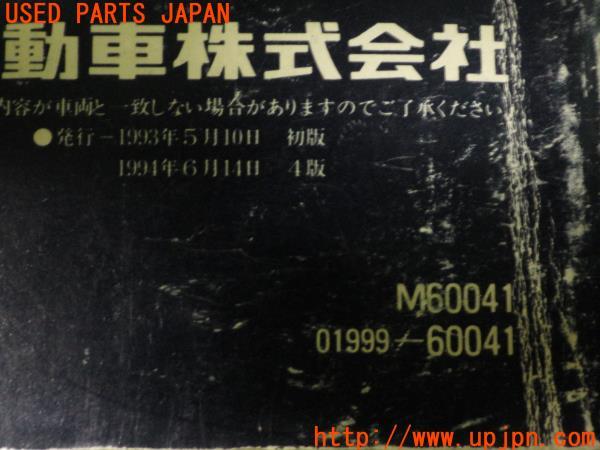 USED PARTS JAPAN
動車株式会社
内容が車両と一致しない場合がありますのでご了承ください
●発行－1993年5月10日 初版
1994年6月14日 4版
M60041
01999－60041
http://www.upjpn.com/